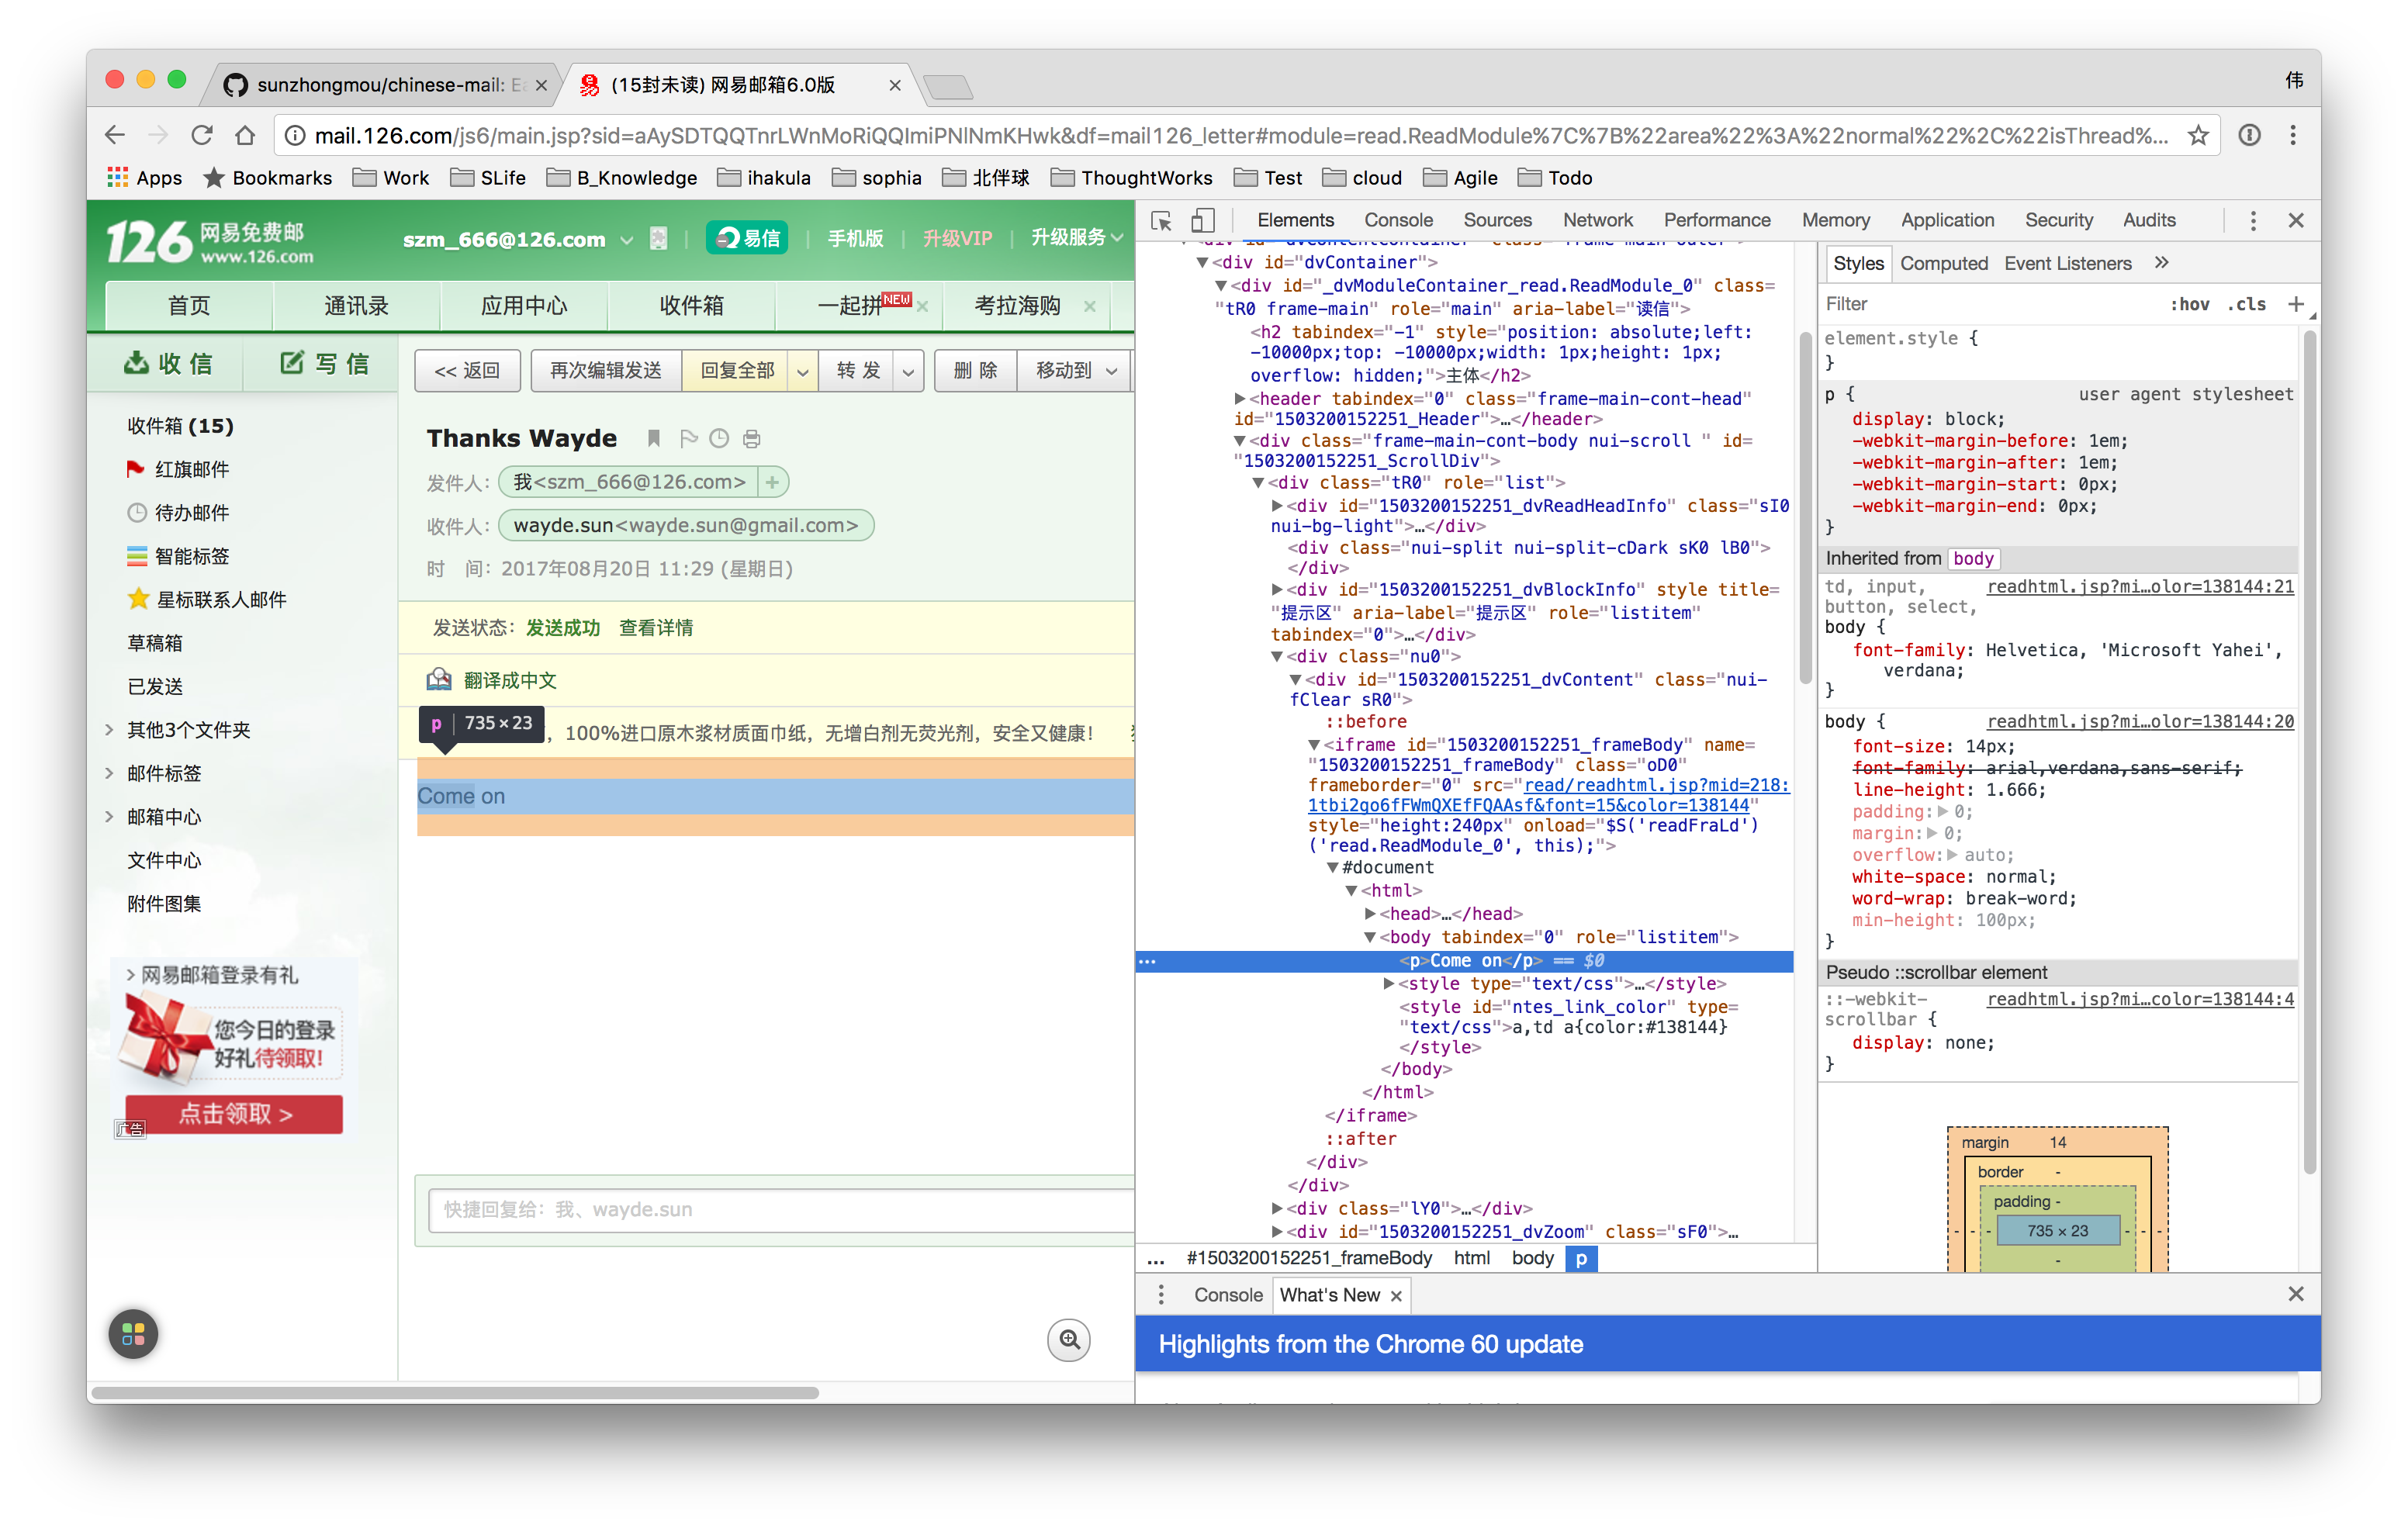 sunzhongmou/chinese-mail: Ea
(15封未读) 网易邮箱6.0版
伟
mail.126.com/js6/main.jsp?sid=aAySDTQQTnrLWnMoRiQQImiPNlNmKHwk&df=mail126_letter#module=read.ReadModule%7C%7B%22area%22%3A%22normal%22%2C%22isThread%...
Apps Bookmarks Work SLife B_Knowledge ihakula sophia 北伴球 ThoughtWorks Test cloud Agile Todo
126 网易免费邮
www.126.com
szm_666@126.com 易信 手机版 升级VIP 升级服务
首页 通讯录 应用中心 收件箱 一起拼 NEW 考拉海购
收 信 写 信
<< 返回 再次编辑发送 回复全部 转 发 删 除 移动到
收件箱 (15)
红旗邮件
待办邮件
智能标签
星标联系人邮件
草稿箱
已发送
其他3个文件夹
邮件标签
邮箱中心
文件中心
附件图集
> 网易邮箱登录有礼
您今日的登录
好礼待领取!
点击领取 >
广告
Thanks Wayde
发件人： 我<szm_666@126.com> +
收件人： wayde.sun<wayde.sun@gmail.com>
时 间： 2017年08月20日 11:29 (星期日)
发送状态： 发送成功 查看详情
翻译成中文
p | 735 × 23
，100%进口原木浆材质面巾纸，无增白剂无荧光剂，安全又健康！
Come on
快捷回复给：我、wayde.sun
Elements Console Sources Network Performance Memory Application Security Audits
<div id="dvContentContainer" class="frame-main-outer">
<div id="dvContainer">
<div id="_dvModuleContainer_read.ReadModule_0" class=
"tR0 frame-main" role="main" aria-label="读信">
<h2 tabindex="-1" style="position: absolute;left:
-10000px;top: -10000px;width: 1px;height: 1px;
overflow: hidden;">主体</h2>
<header tabindex="0" class="frame-main-cont-head"
id="1503200152251_Header">…</header>
<div class="frame-main-cont-body nui-scroll " id=
"1503200152251_ScrollDiv">
<div class="tR0" role="list">
<div id="1503200152251_dvReadHeadInfo" class="sI0
nui-bg-light">…</div>
<div class="nui-split nui-split-cDark sK0 lB0">
</div>
<div id="1503200152251_dvBlockInfo" style title=
"提示区" aria-label="提示区" role="listitem"
tabindex="0">…</div>
<div class="nu0">
<div id="1503200152251_dvContent" class="nui-
fClear sR0">
::before
<iframe id="1503200152251_frameBody" name=
"1503200152251_frameBody" class="oD0"
frameborder="0" src="read/readhtml.jsp?mid=218:
1tbi2go6fFWmQXEfFQAAsf&font=15&color=138144"
style="height:240px" onload="$S('readFraLd')
('read.ReadModule_0', this);">
#document
<html>
<head>…</head>
<body tabindex="0" role="listitem">
... <p>Come on</p> == $0
<style type="text/css">…</style>
<style id="ntes_link_color" type=
"text/css">a,td a{color:#138144}
</style>
</body>
</html>
</iframe>
::after
</div>
</div>
<div class="lY0">…</div>
<div id="1503200152251_dvZoom" class="sF0">…
... #1503200152251_frameBody html body p
Styles Computed Event Listeners »
Filter :hov .cls +
element.style {
}
p { user agent stylesheet
display: block;
-webkit-margin-before: 1em;
-webkit-margin-after: 1em;
-webkit-margin-start: 0px;
-webkit-margin-end: 0px;
}
Inherited from body
td, input, readhtml.jsp?mi…olor=138144:21
button, select,
body {
font-family: Helvetica, 'Microsoft Yahei',
verdana;
}
body { readhtml.jsp?mi…olor=138144:20
font-size: 14px;
font-family: arial,verdana,sans-serif;
line-height: 1.666;
padding: 0;
margin: 0;
overflow: auto;
white-space: normal;
word-wrap: break-word;
min-height: 100px;
}
Pseudo ::scrollbar element
::-webkit- readhtml.jsp?mi…color=138144:4
scrollbar {
display: none;
}
margin 14
border -
padding -
- - - 735 × 23 - - -
-
Console What's New
Highlights from the Chrome 60 update